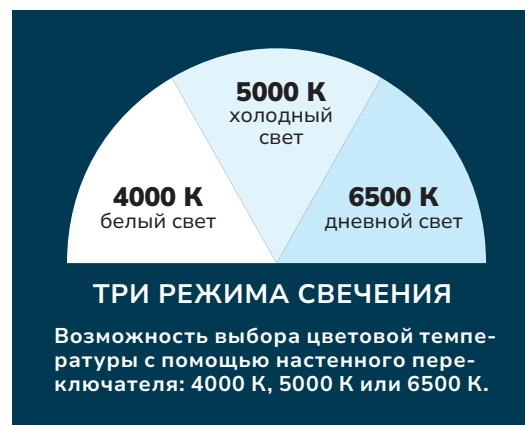 5000 К
холодный
свет
4000 К
белый свет
6500 К
дневной свет
ТРИ РЕЖИМА СВЕЧЕНИЯ
Возможность выбора цветовой темпе-
ратуры с помощью настенного пере-
ключателя: 4000 К, 5000 К или 6500 К.